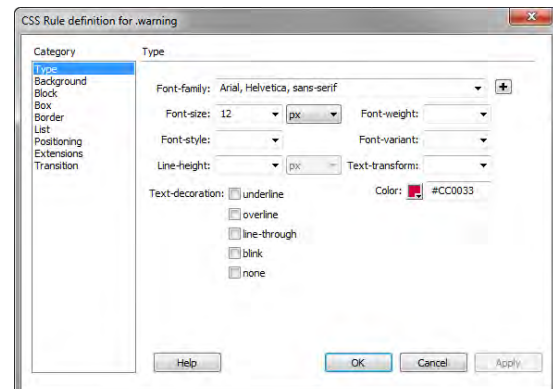 CSS Rule definition for .warning
Category
Type
Type
Background
Block
Box
Border
List
Positioning
Extensions
Transition
Font-family: Arial, Helvetica, sans-serif
Font-size: 12 px Font-weight:
Font-style: Font-variant:
Line-height: px Text-transform:
Text-decoration: underline Color: #CC0033
overline
line-through
blink
none
Help OK Cancel Apply